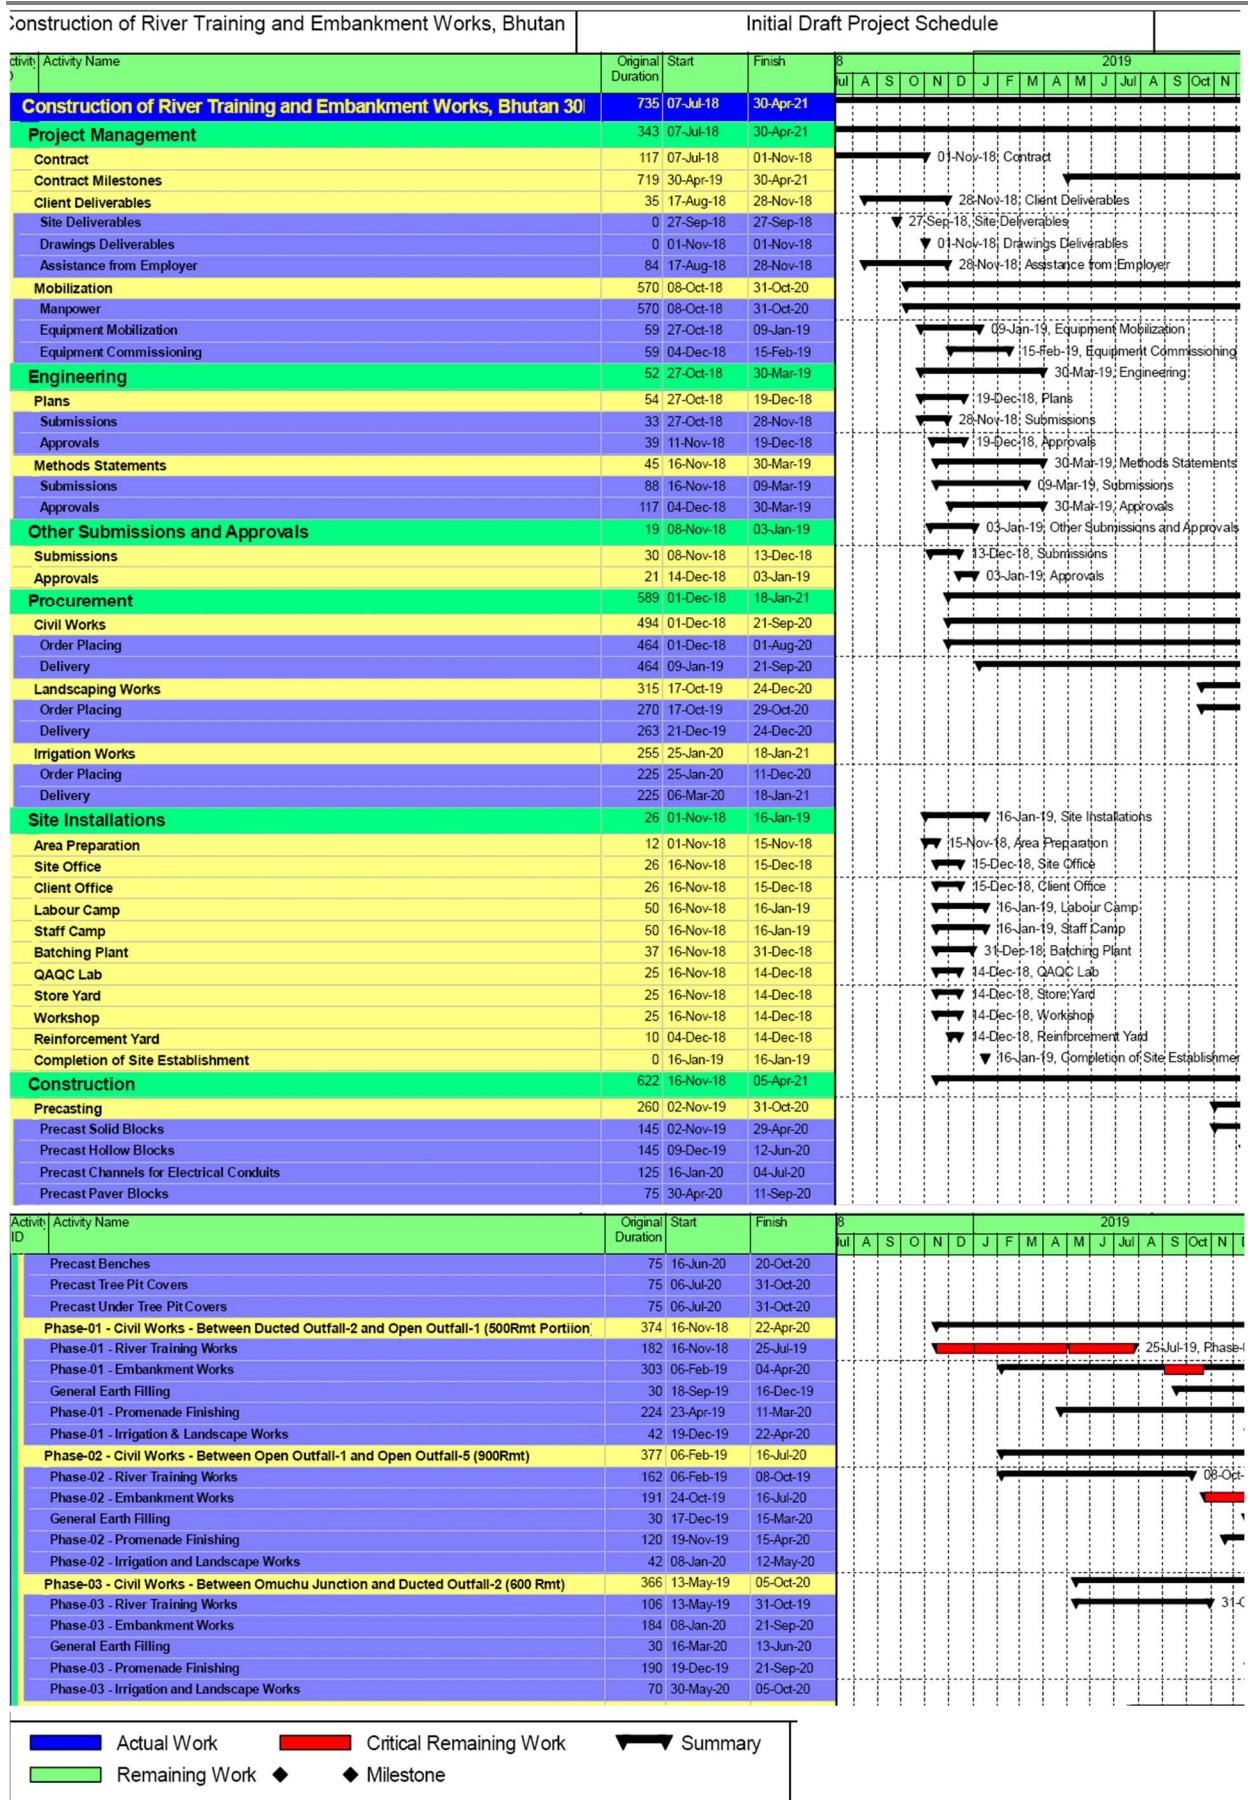 Construction of River Training and Embankment Works, Bhutan Initial Draft Project Schedule
Activity Name Original Duration Start Finish 8 2019
Jul A S O N D J F M A M J Jul A S Oct N
Construction of River Training and Embankment Works, Bhutan 30 735 07-Jul-18 30-Apr-21
Project Management 343 07-Jul-18 30-Apr-21
Contract 117 07-Jul-18 01-Nov-18 01-Nov-18, Contract
Contract Milestones 719 30-Apr-19 30-Apr-21
Client Deliverables 35 17-Aug-18 28-Nov-18 28-Nov-18, Client Deliverables
Site Deliverables 0 27-Sep-18 27-Sep-18 27-Sep-18, Site Deliverables
Drawings Deliverables 0 01-Nov-18 01-Nov-18 01-Nov-18, Drawings Deliverables
Assistance from Employer 84 17-Aug-18 28-Nov-18 28-Nov-18, Assistance from Employer
Mobilization 570 08-Oct-18 31-Oct-20
Manpower 570 08-Oct-18 31-Oct-20
Equipment Mobilization 59 27-Oct-18 09-Jan-19 09-Jan-19, Equipment Mobilization
Equipment Commissioning 59 04-Dec-18 15-Feb-19 15-Feb-19, Equipment Commissioning
Engineering 52 27-Oct-18 30-Mar-19 30-Mar-19, Engineering
Plans 54 27-Oct-18 19-Dec-18 19-Dec-18, Plans
Submissions 33 27-Oct-18 28-Nov-18 28-Nov-18, Submissions
Approvals 39 11-Nov-18 19-Dec-18 19-Dec-18, Approvals
Methods Statements 45 16-Nov-18 30-Mar-19 30-Mar-19, Methods Statements
Submissions 88 16-Nov-18 09-Mar-19 09-Mar-19, Submissions
Approvals 117 04-Dec-18 30-Mar-19 30-Mar-19, Approvals
Other Submissions and Approvals 19 08-Nov-18 03-Jan-19 03-Jan-19, Other Submissions and Approvals
Submissions 30 08-Nov-18 13-Dec-18 13-Dec-18, Submissions
Approvals 21 14-Dec-18 03-Jan-19 03-Jan-19, Approvals
Procurement 589 01-Dec-18 18-Jan-21
Civil Works 494 01-Dec-18 21-Sep-20
Order Placing 464 01-Dec-18 01-Aug-20
Delivery 464 09-Jan-19 21-Sep-20
Landscaping Works 315 17-Oct-19 24-Dec-20
Order Placing 270 17-Oct-19 29-Oct-20
Delivery 263 21-Dec-19 24-Dec-20
Irrigation Works 255 25-Jan-20 18-Jan-21
Order Placing 225 25-Jan-20 11-Dec-20
Delivery 225 06-Mar-20 18-Jan-21
Site Installations 26 01-Nov-18 16-Jan-19 16-Jan-19, Site Installations
Area Preparation 12 01-Nov-18 15-Nov-18 15-Nov-18, Area Preparation
Site Office 26 16-Nov-18 15-Dec-18 15-Dec-18, Site Office
Client Office 26 16-Nov-18 15-Dec-18 15-Dec-18, Client Office
Labour Camp 50 16-Nov-18 16-Jan-19 16-Jan-19, Labour Camp
Staff Camp 50 16-Nov-18 16-Jan-19 16-Jan-19, Staff Camp
Batching Plant 37 16-Nov-18 31-Dec-18 31-Dec-18, Batching Plant
QAQC Lab 25 16-Nov-18 14-Dec-18 14-Dec-18, QAQC Lab
Store Yard 25 16-Nov-18 14-Dec-18 14-Dec-18, Store Yard
Workshop 25 16-Nov-18 14-Dec-18 14-Dec-18, Workshop
Reinforcement Yard 10 04-Dec-18 14-Dec-18 14-Dec-18, Reinforcement Yard
Completion of Site Establishment 0 16-Jan-19 16-Jan-19 16-Jan-19, Completion of Site Establishmer
Construction 622 16-Nov-18 05-Apr-21
Precasting 260 02-Nov-19 31-Oct-20
Precast Solid Blocks 145 02-Nov-19 29-Apr-20
Precast Hollow Blocks 145 09-Dec-19 12-Jun-20
Precast Channels for Electrical Conduits 125 16-Jan-20 04-Jul-20
Precast Paver Blocks 75 30-Apr-20 11-Sep-20
Activity ID Activity Name Original Duration Start Finish 8 2019
Jul A S O N D J F M A M J Jul A S Oct N
Precast Benches 75 16-Jun-20 20-Oct-20
Precast Tree Pit Covers 75 06-Jul-20 31-Oct-20
Precast Under Tree Pit Covers 75 06-Jul-20 31-Oct-20
Phase-01 - Civil Works - Between Ducted Outfall-2 and Open Outfall-1 (500Rmt Portiion) 374 16-Nov-18 22-Apr-20
Phase-01 - River Training Works 182 16-Nov-18 25-Jul-19 25-Jul-19, Phase-
Phase-01 - Embankment Works 303 06-Feb-19 04-Apr-20
General Earth Filling 30 18-Sep-19 16-Dec-19
Phase-01 - Promenade Finishing 224 23-Apr-19 11-Mar-20
Phase-01 - Irrigation & Landscape Works 42 19-Dec-19 22-Apr-20
Phase-02 - Civil Works - Between Open Outfall-1 and Open Outfall-5 (900Rmt) 377 06-Feb-19 16-Jul-20
Phase-02 - River Training Works 162 06-Feb-19 08-Oct-19 08-Oct-
Phase-02 - Embankment Works 191 24-Oct-19 16-Jul-20
General Earth Filling 30 17-Dec-19 15-Mar-20
Phase-02 - Promenade Finishing 120 19-Nov-19 15-Apr-20
Phase-02 - Irrigation and Landscape Works 42 08-Jan-20 12-May-20
Phase-03 - Civil Works - Between Omuchu Junction and Ducted Outfall-2 (600 Rmt) 366 13-May-19 05-Oct-20
Phase-03 - River Training Works 106 13-May-19 31-Oct-19 31-O
Phase-03 - Embankment Works 184 08-Jan-20 21-Sep-20
General Earth Filling 30 16-Mar-20 13-Jun-20
Phase-03 - Promenade Finishing 190 19-Dec-19 21-Sep-20
Phase-03 - Irrigation and Landscape Works 70 30-May-20 05-Oct-20
Actual Work Critical Remaining Work Summary
Remaining Work Milestone